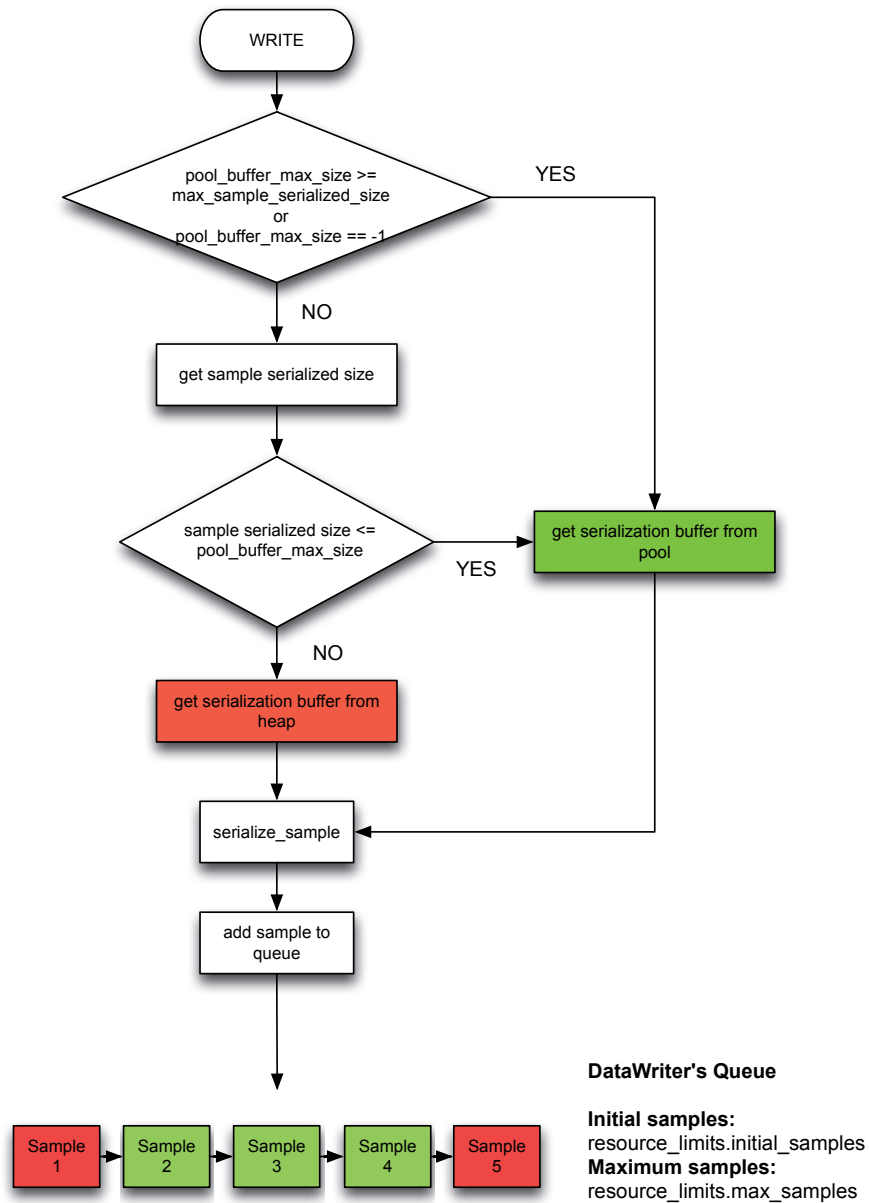 WRITE
pool_buffer_max_size >=
max_sample_serialized_size
or
pool_buffer_max_size == -1
YES
NO
get sample serialized size
sample serialized size <=
pool_buffer_max_size
YES
get serialization buffer from
pool
NO
get serialization buffer from
heap
serialize_sample
add sample to
queue
DataWriter's Queue
Initial samples:
resource_limits.initial_samples
Maximum samples:
resource_limits.max_samples
Sample
1
Sample
2
Sample
3
Sample
4
Sample
5